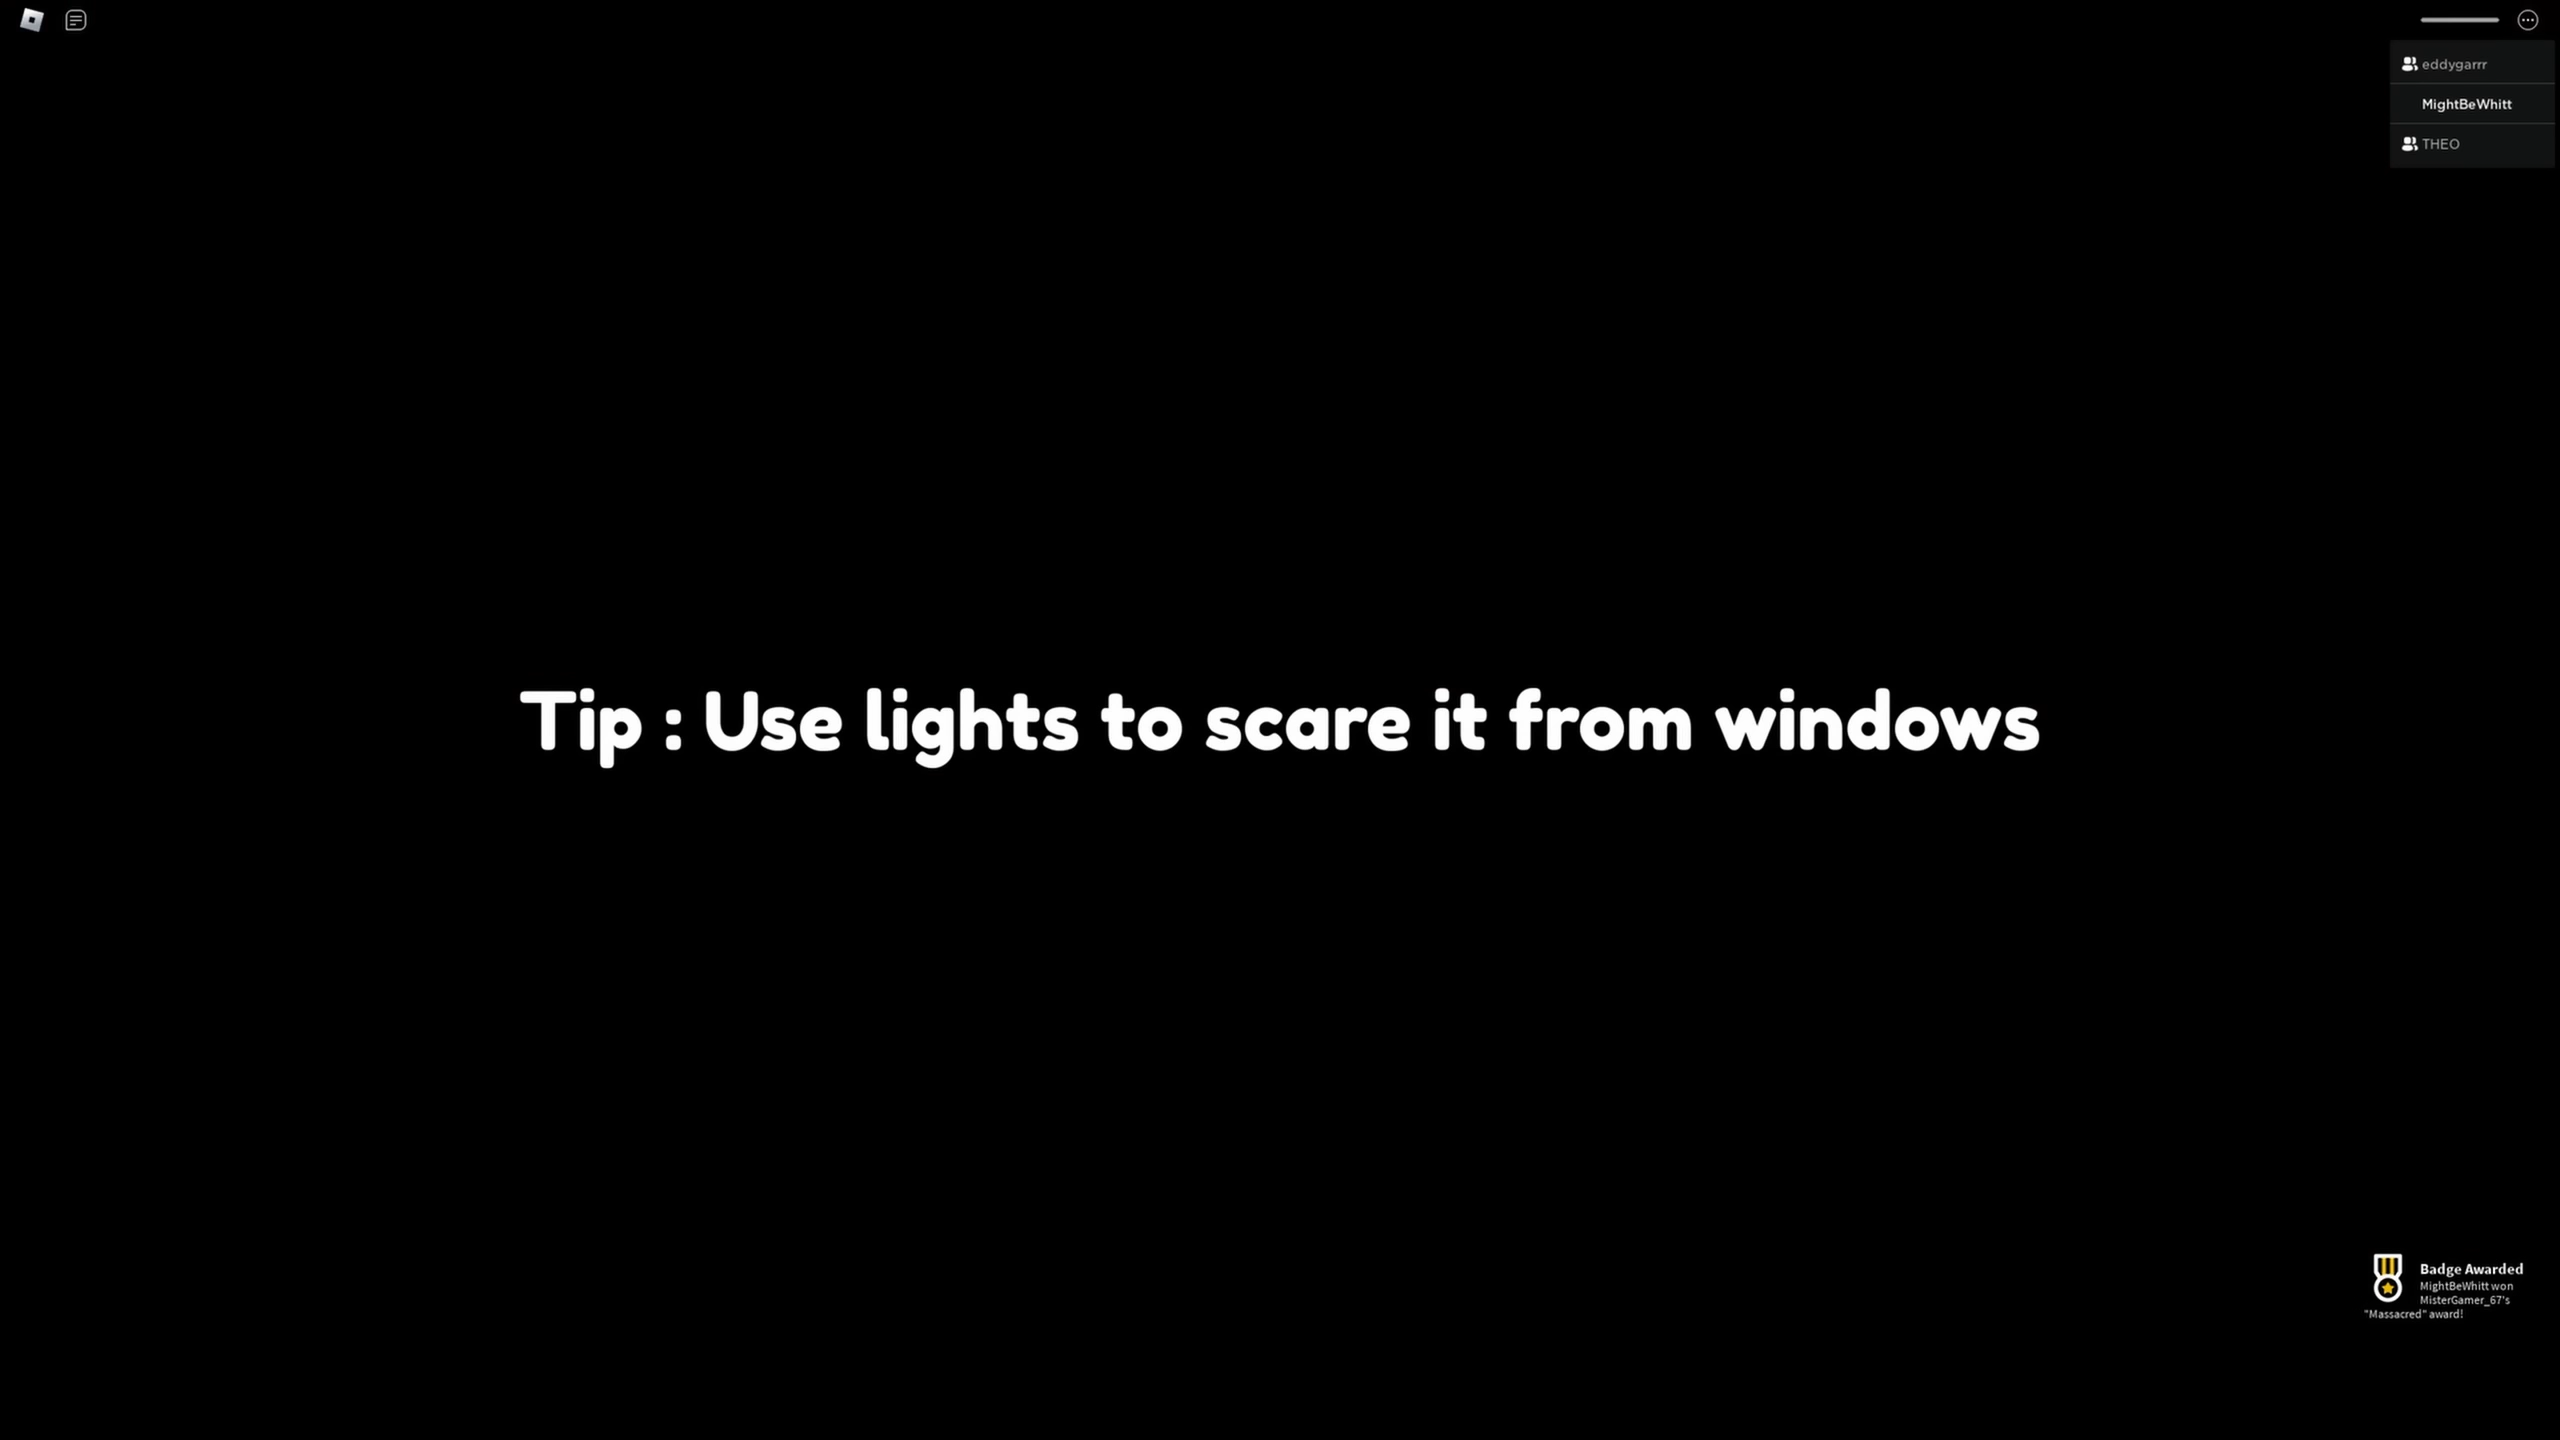 eddygarrr
MightBeWhitt
THEO
Tip : Use lights to scare it from windows
Badge Awarded
MightBeWhitt won
MisterGamer_67's
"Massacred" award!